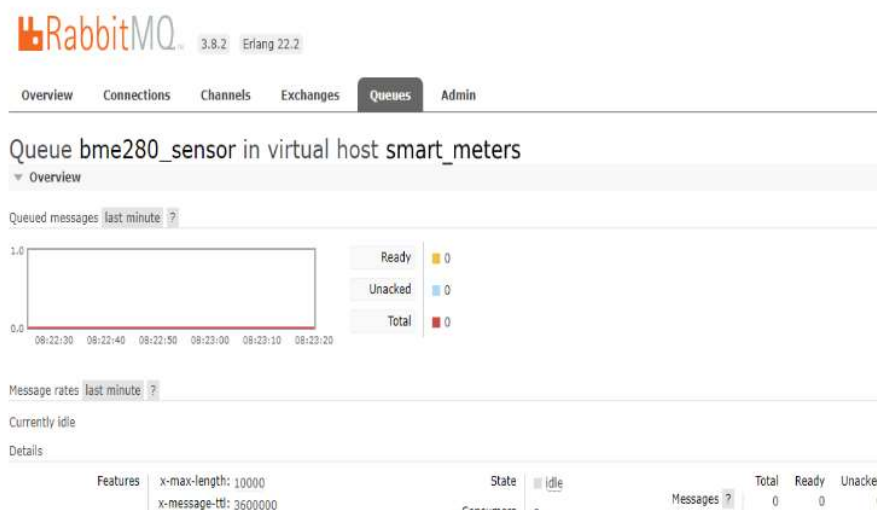 RabbitMQ 3.8.2 Erlang 22.2
Overview Connections Channels Exchanges Queues Admin
Queue bme280_sensor in virtual host smart_meters
Overview
Queued messages last minute ?
1.0
0.0
08:22:30 08:22:40 08:22:50 08:23:00 08:23:10 08:23:20
Ready 0
Unacked 0
Total 0
Message rates last minute ?
Currently idle
Details
Features x-max-length: 10000
x-message-ttl: 3600000
State idle
Total Ready Unacke
Messages ? 0 0